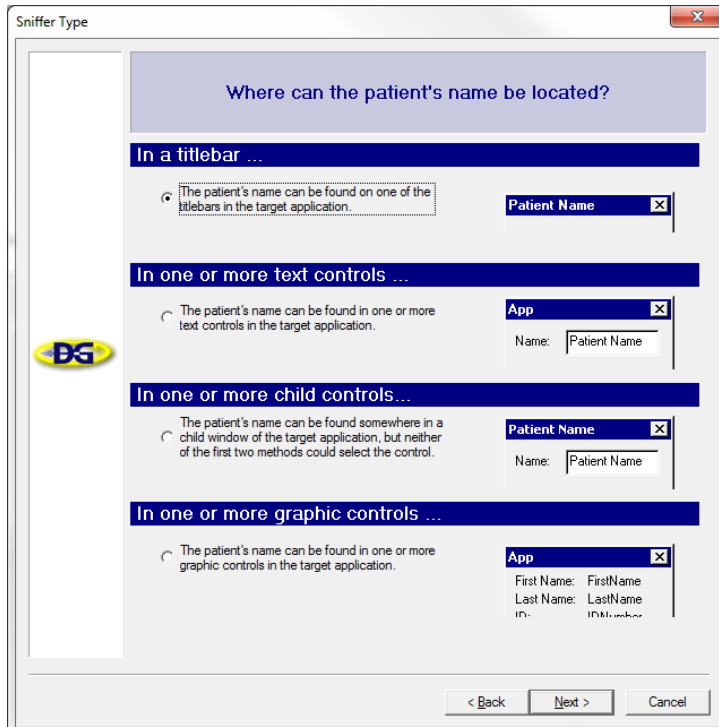 Sniffer Type
Where can the patient's name be located?
In a titlebar ...
The patient's name can be found on one of the
titlebars in the target application.
Patient Name
In one or more text controls ...
The patient's name can be found in one or more
text controls in the target application.
App
Name: Patient Name
DG
In one or more child controls...
The patient's name can be found somewhere in a
child window of the target application, but neither
of the first two methods could select the control.
Patient Name
Name: Patient Name
In one or more graphic controls ...
The patient's name can be found in one or more
graphic controls in the target application.
App
First Name: FirstName
Last Name: LastName
ID: IDNumber
< Back
Next >
Cancel